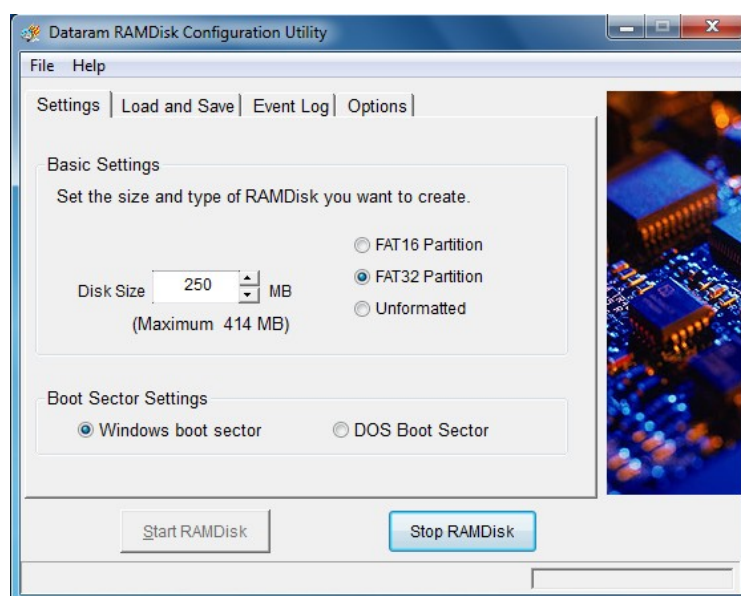 Dataram RAMDisk Configuration Utility
File Help
Settings Load and Save Event Log Options
Basic Settings
Set the size and type of RAMDisk you want to create.
FAT16 Partition
Disk Size 250 MB
FAT32 Partition
Unformatted
(Maximum 414 MB)
Boot Sector Settings
Windows boot sector DOS Boot Sector
Start RAMDisk Stop RAMDisk